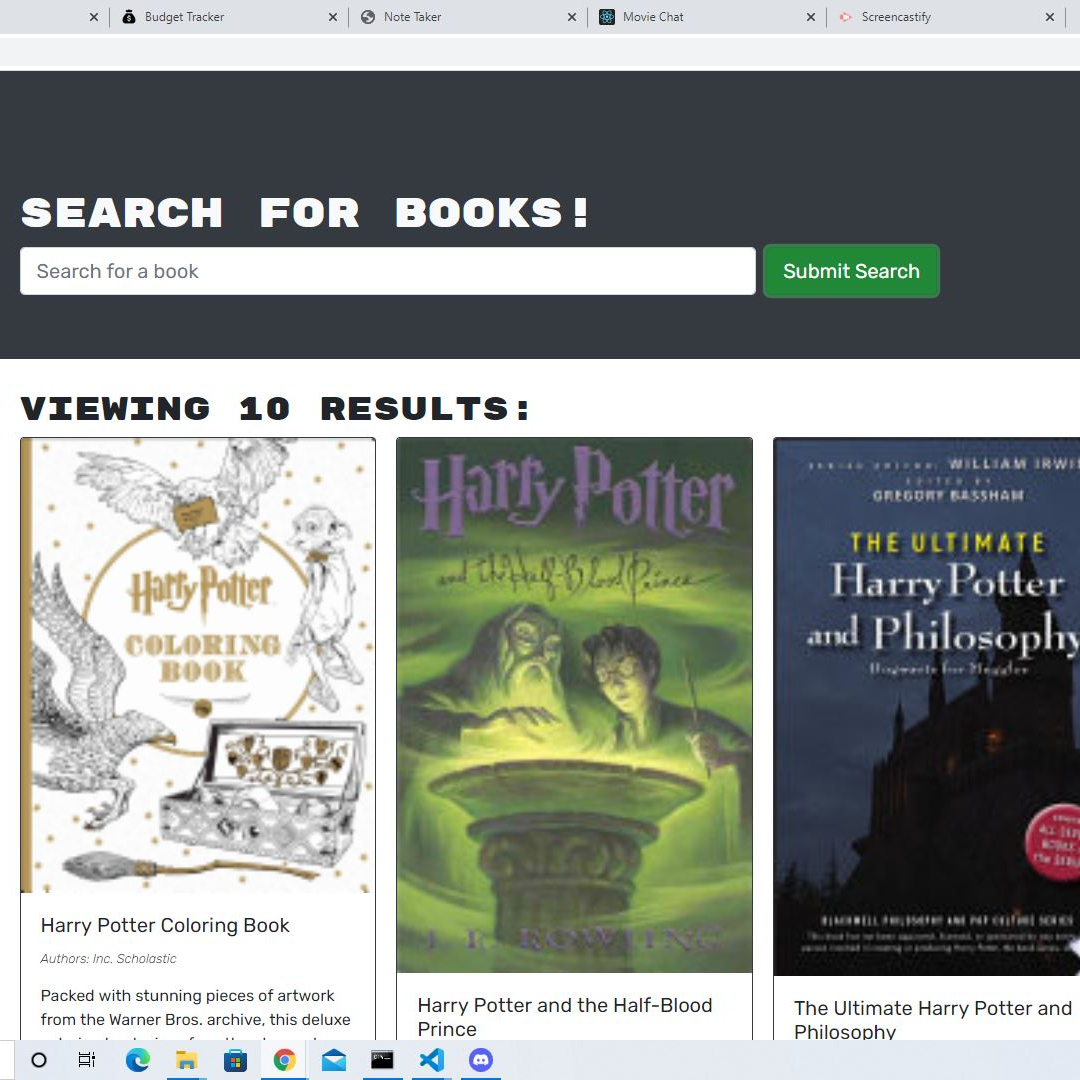 Budget Tracker
Note Taker
Movie Chat
Screencastify
SEARCH FOR BOOKS!
Search for a book
Submit Search
VIEWING 10 RESULTS:
Harry Potter
COLORING
BOOK
Harry Potter Coloring Book
Authors: Inc. Scholastic
Packed with stunning pieces of artwork
from the Warner Bros. archive, this deluxe
Harry Potter
and the Half-Blood Prince
J. K. ROWLING
Harry Potter and the Half-Blood
Prince
WILLIAM
EDITED BY
GREGORY BASSHAM
THE ULTIMATE
Harry Potter
and Philosophy
Hogwarts for Muggles
BLACKWELL PHILOSOPHY AND POP CULTURE SERIES
The Ultimate Harry Potter and
Philosophy